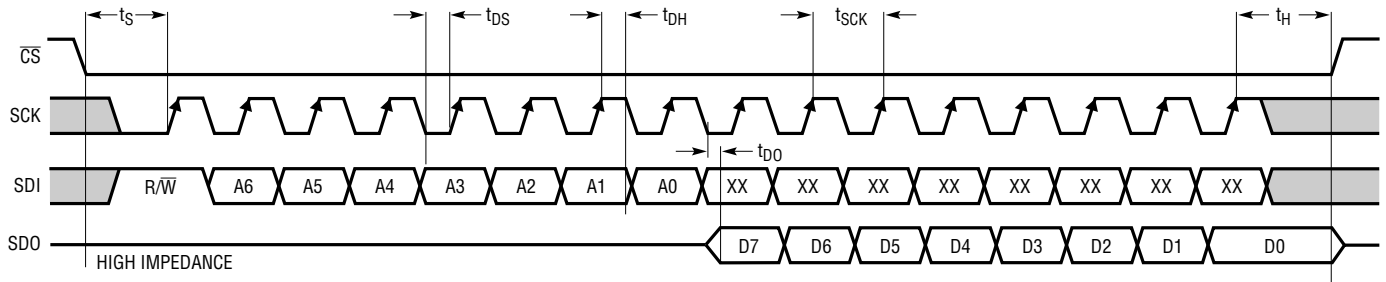 tS tDS tDH tSCK tH
CS
SCK
tDO
SDI R/W A6 A5 A4 A3 A2 A1 A0 XX XX XX XX XX XX XX XX
SDO D7 D6 D5 D4 D3 D2 D1 D0
HIGH IMPEDANCE